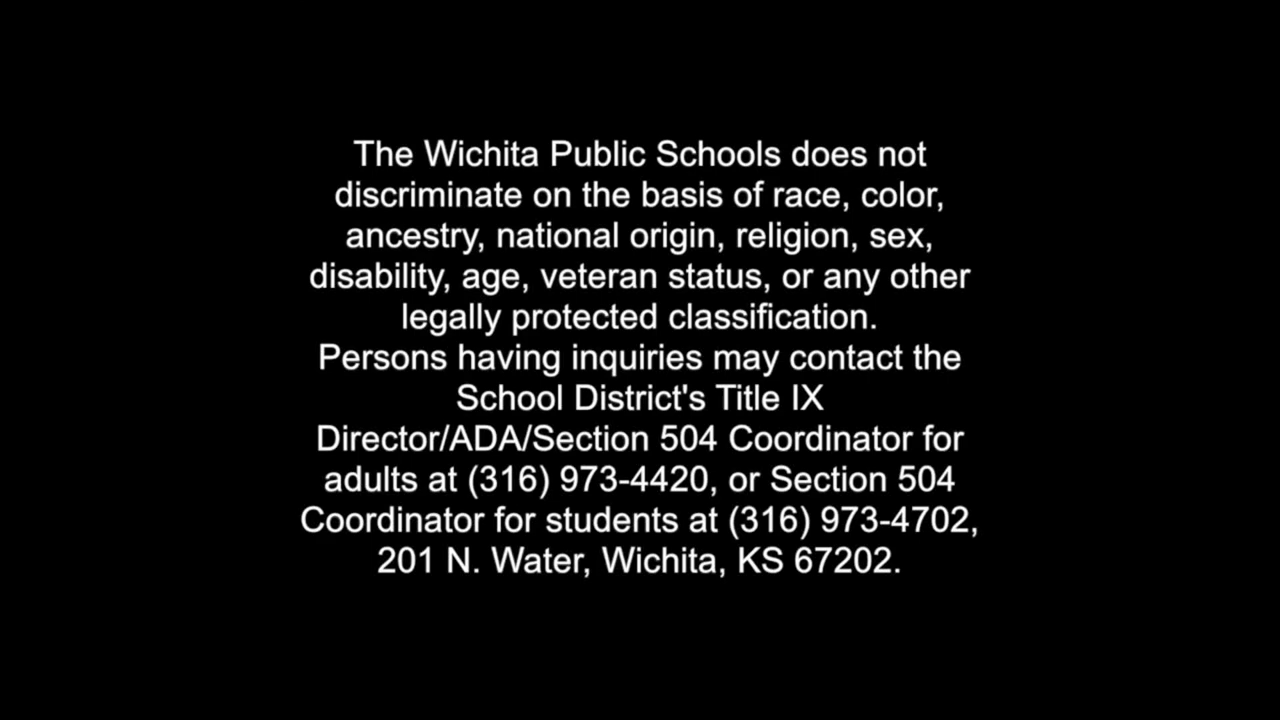 The Wichita Public Schools does not
discriminate on the basis of race, color,
ancestry, national origin, religion, sex,
disability, age, veteran status, or any other
legally protected classification.
Persons having inquiries may contact the
School District's Title IX
Director/ADA/Section 504 Coordinator for
adults at (316) 973-4420, or Section 504
Coordinator for students at (316) 973-4702,
201 N. Water, Wichita, KS 67202.